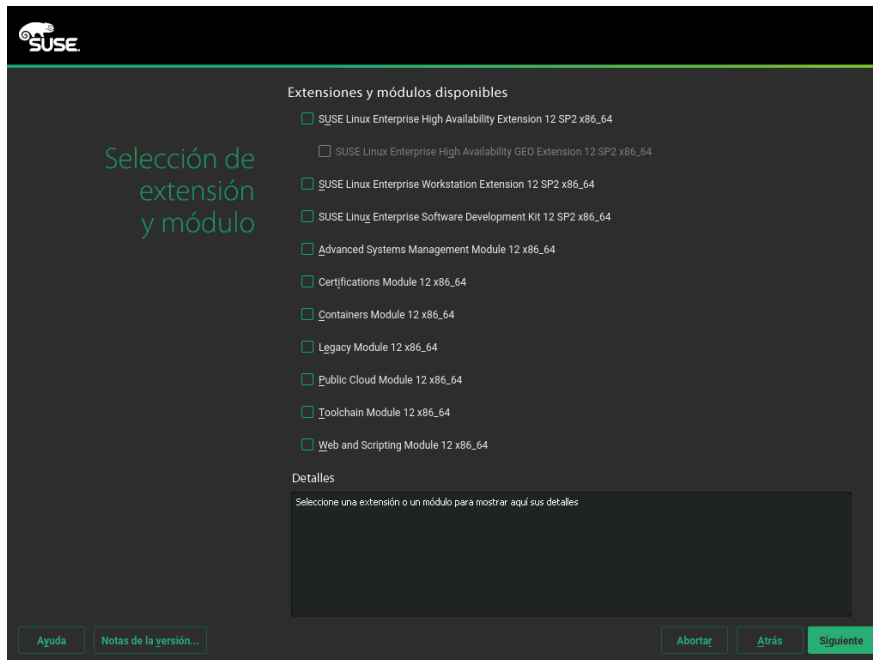 SUSE.
Extensiones y módulos disponibles
SUSE Linux Enterprise High Availability Extension 12 SP2 x86_64
SUSE Linux Enterprise High Availability GEO Extension 12 SP2 x86_64
Selección de
extensión
y módulo
SUSE Linux Enterprise Workstation Extension 12 SP2 x86_64
SUSE Linux Enterprise Software Development Kit 12 SP2 x86_64
Advanced Systems Management Module 12 x86_64
Certifications Module 12 x86_64
Containers Module 12 x86_64
Legacy Module 12 x86_64
Public Cloud Module 12 x86_64
Toolchain Module 12 x86_64
Web and Scripting Module 12 x86_64
Detalles
Seleccione una extensión o un módulo para mostrar aquí sus detalles
Ayuda
Notas de la versión...
Abortar
Atrás
Siguiente